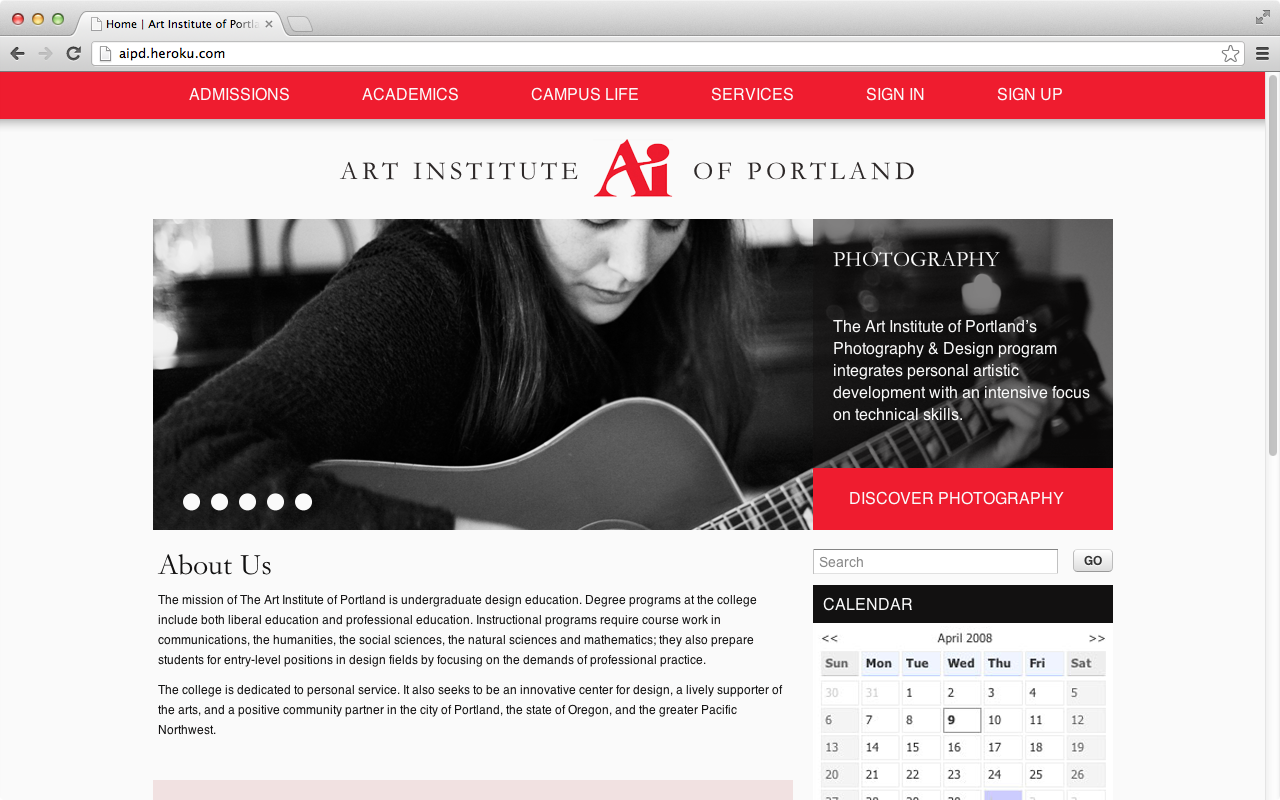 Home | Art Institute of Portla
aipd.heroku.com
ADMISSIONS ACADEMICS CAMPUS LIFE SERVICES SIGN IN SIGN UP
ART INSTITUTE Ai OF PORTLAND
PHOTOGRAPHY
The Art Institute of Portland's
Photography & Design program
integrates personal artistic
development with an intensive focus
on technical skills.
DISCOVER PHOTOGRAPHY
About Us
The mission of The Art Institute of Portland is undergraduate design education. Degree programs at the college
include both liberal education and professional education. Instructional programs require course work in
communications, the humanities, the social sciences, the natural sciences and mathematics; they also prepare
students for entry-level positions in design fields by focusing on the demands of professional practice.
The college is dedicated to personal service. It also seeks to be an innovative center for design, a lively supporter of
the arts, and a positive community partner in the city of Portland, the state of Oregon, and the greater Pacific
Northwest.
Search GO
CALENDAR
<< April 2008 >>
Sun Mon Tue Wed Thu Fri Sat
30 31 1 2 3 4 5
6 7 8 9 10 11 12
13 14 15 16 17 18 19
20 21 22 23 24 25 26